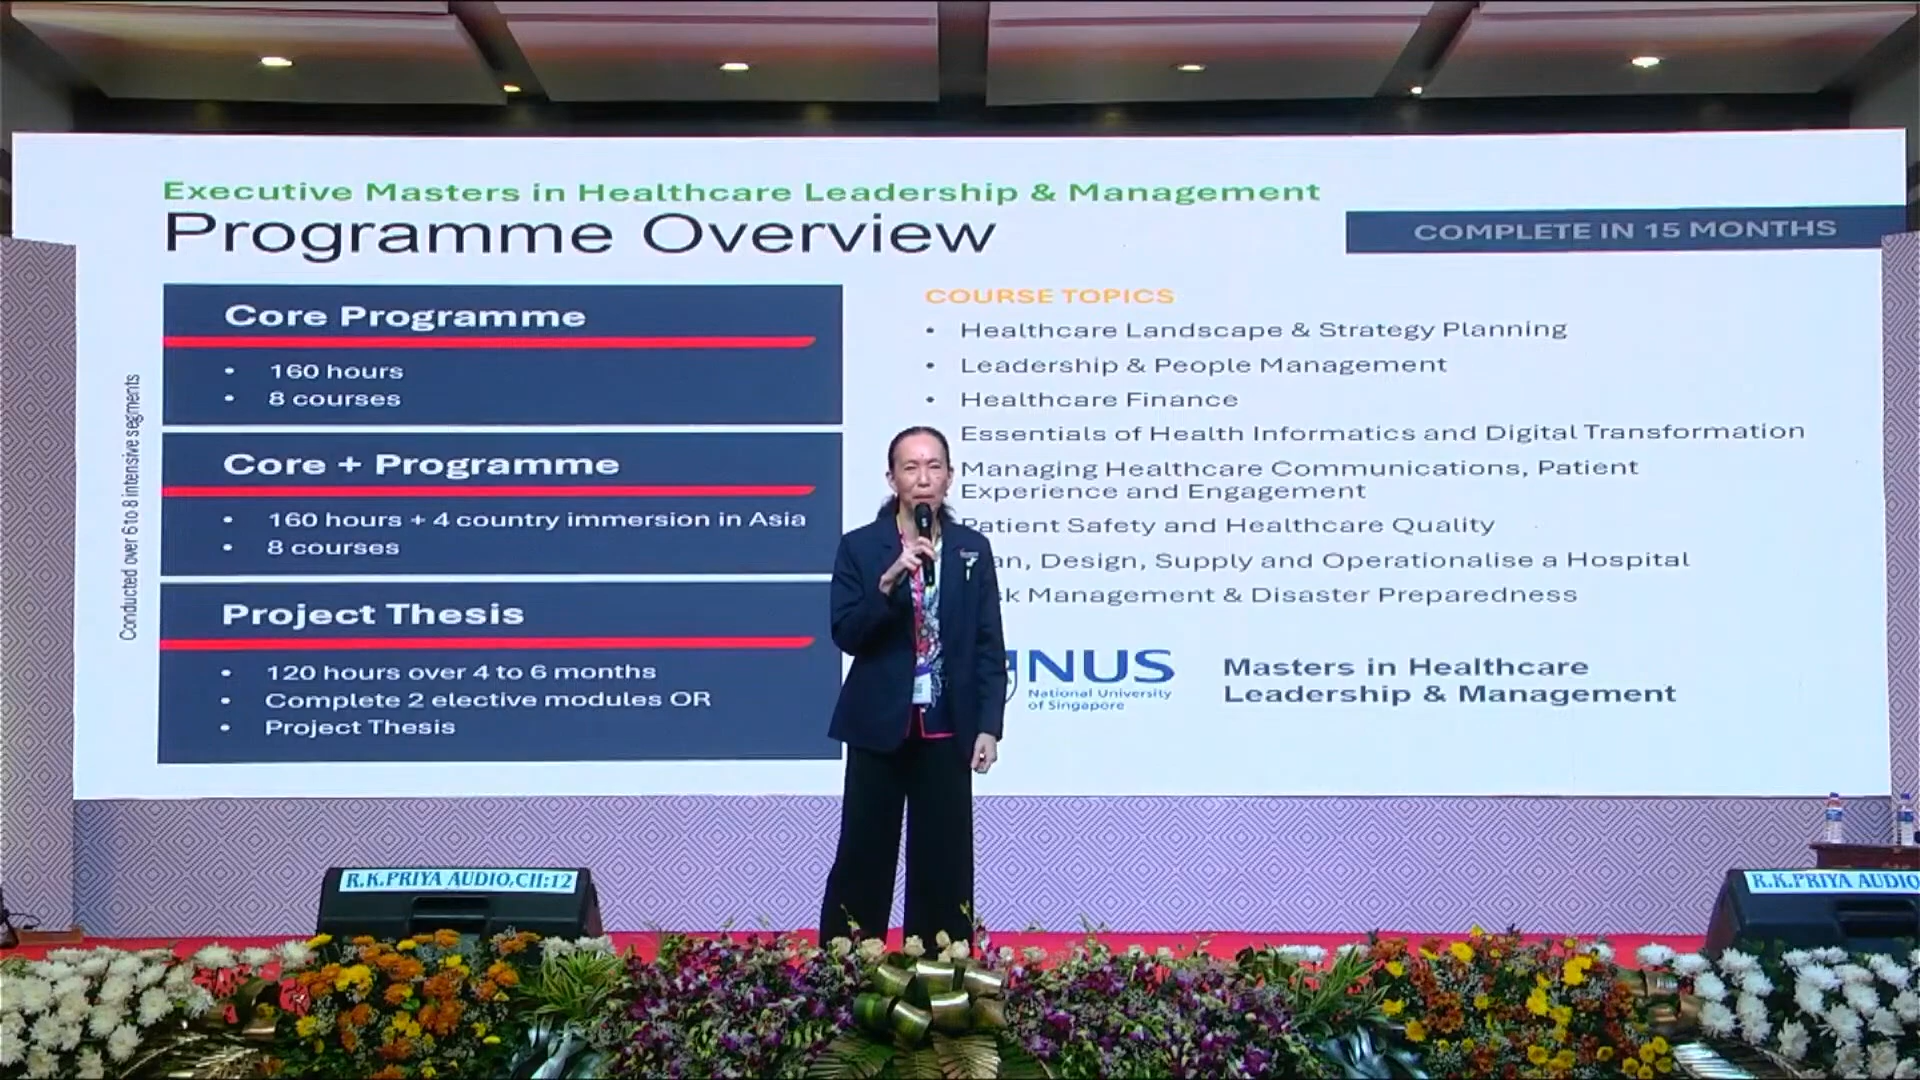 Executive Masters in Healthcare Leadership & Management
Programme Overview
COMPLETE IN 15 MONTHS
Conducted over 6 to 8 intensive segments
Core Programme
• 160 hours
• 8 courses
Core + Programme
• 160 hours + 4 country immersion in Asia
• 8 courses
Project Thesis
• 120 hours over 4 to 6 months
• Complete 2 elective modules OR
• Project Thesis
COURSE TOPICS
• Healthcare Landscape & Strategy Planning
• Leadership & People Management
• Healthcare Finance
Essentials of Health Informatics and Digital Transformation
Managing Healthcare Communications, Patient
Experience and Engagement
Patient Safety and Healthcare Quality
Design, Supply and Operationalise a Hospital
Management & Disaster Preparedness
NUS
National University
of Singapore
Masters in Healthcare
Leadership & Management
R.K.PRIYA AUDIO,CH:12
R.K.PRIYA AUDIO